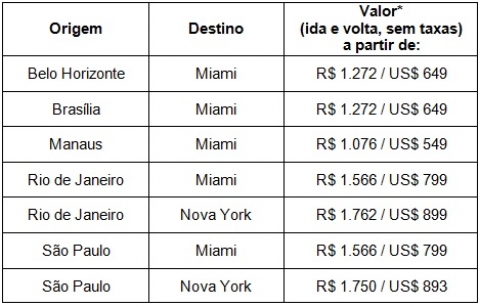 Origem Destino Valor*
(ida e volta, sem taxas)
a partir de:
Belo Horizonte Miami R$ 1.272 / US$ 649
Brasília Miami R$ 1.272 / US$ 649
Manaus Miami R$ 1.076 / US$ 549
Rio de Janeiro Miami R$ 1.566 / US$ 799
Rio de Janeiro Nova York R$ 1.762 / US$ 899
São Paulo Miami R$ 1.566 / US$ 799
São Paulo Nova York R$ 1.750 / US$ 893